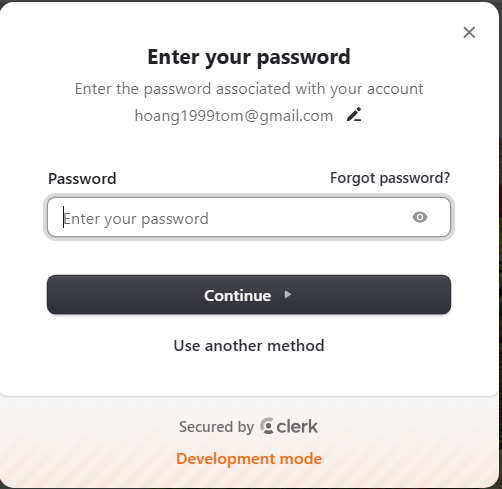 Enter your password
Enter the password associated with your account
hoang1999tom@gmail.com
Password Forgot password?
Enter your password
Continue
Use another method
Secured by clerk
Development mode